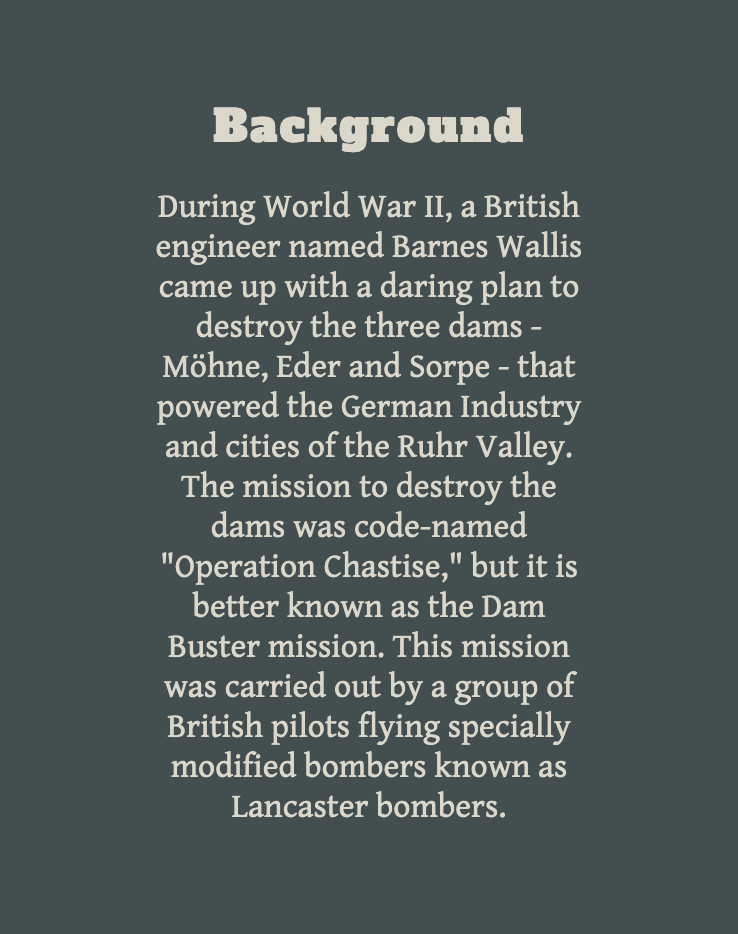 Background
During World War II, a British
engineer named Barnes Wallis
came up with a daring plan to
destroy the three dams -
Möhne, Eder and Sorpe - that
powered the German Industry
and cities of the Ruhr Valley.
The mission to destroy the
dams was code-named
"Operation Chastise," but it is
better known as the Dam
Buster mission. This mission
was carried out by a group of
British pilots flying specially
modified bombers known as
Lancaster bombers.